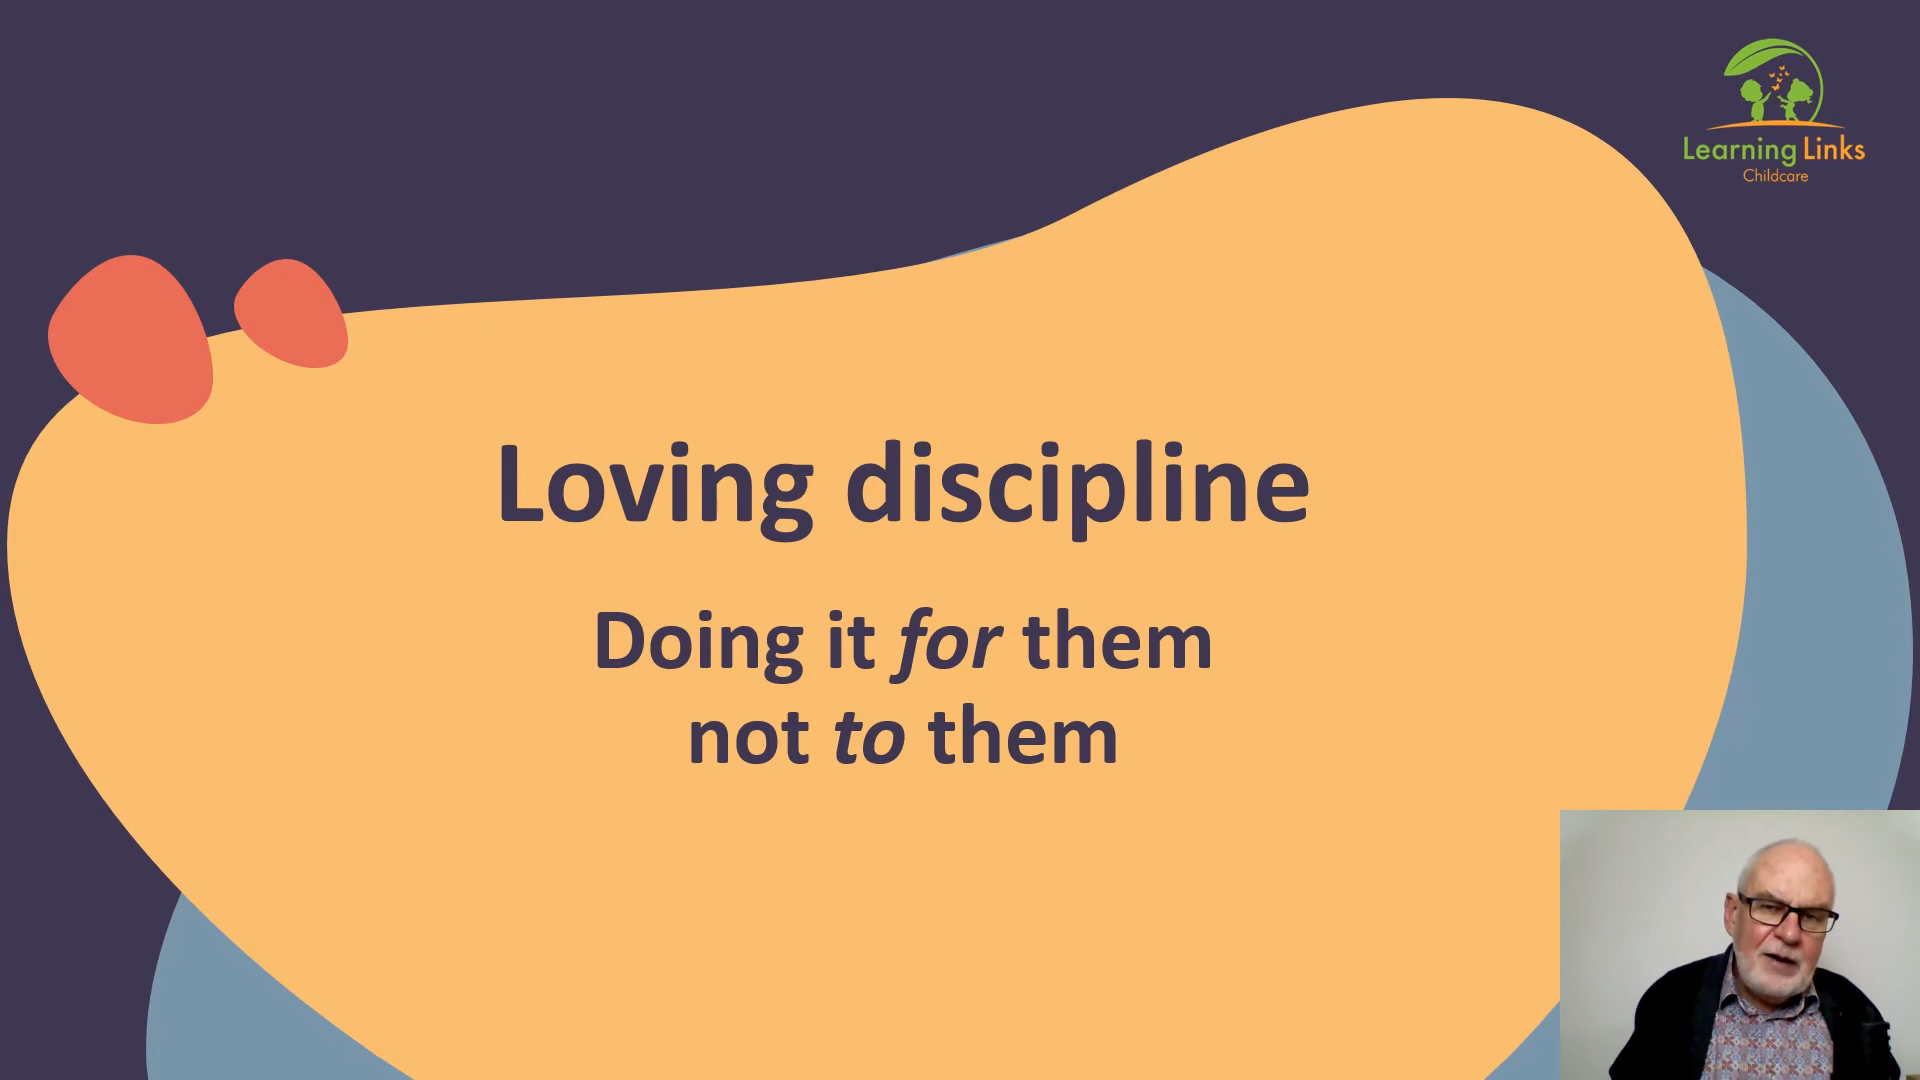 Learning Links
Childcare
Loving discipline
Doing it for them
not to them